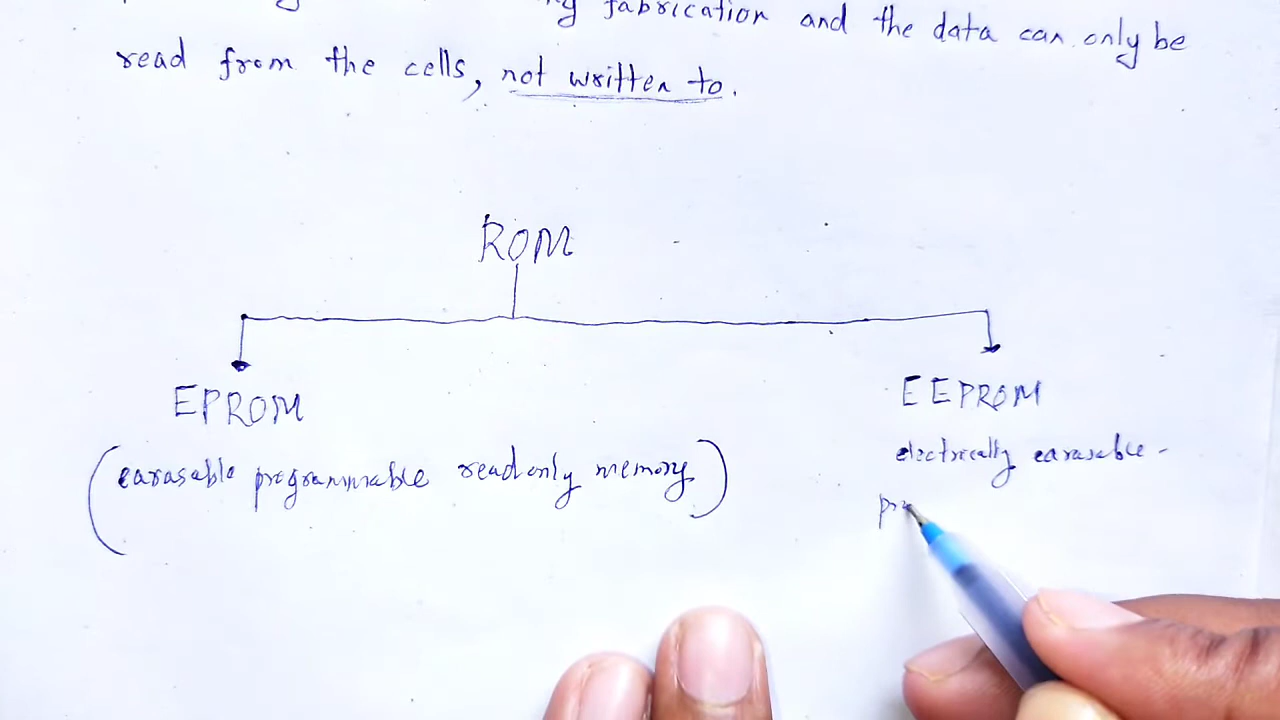 fabrication and the data can only be
read from the cells, not written to.
ROM
EPROM
EEPROM
(earasable programmable read only memory)
electrically earasable -
pro